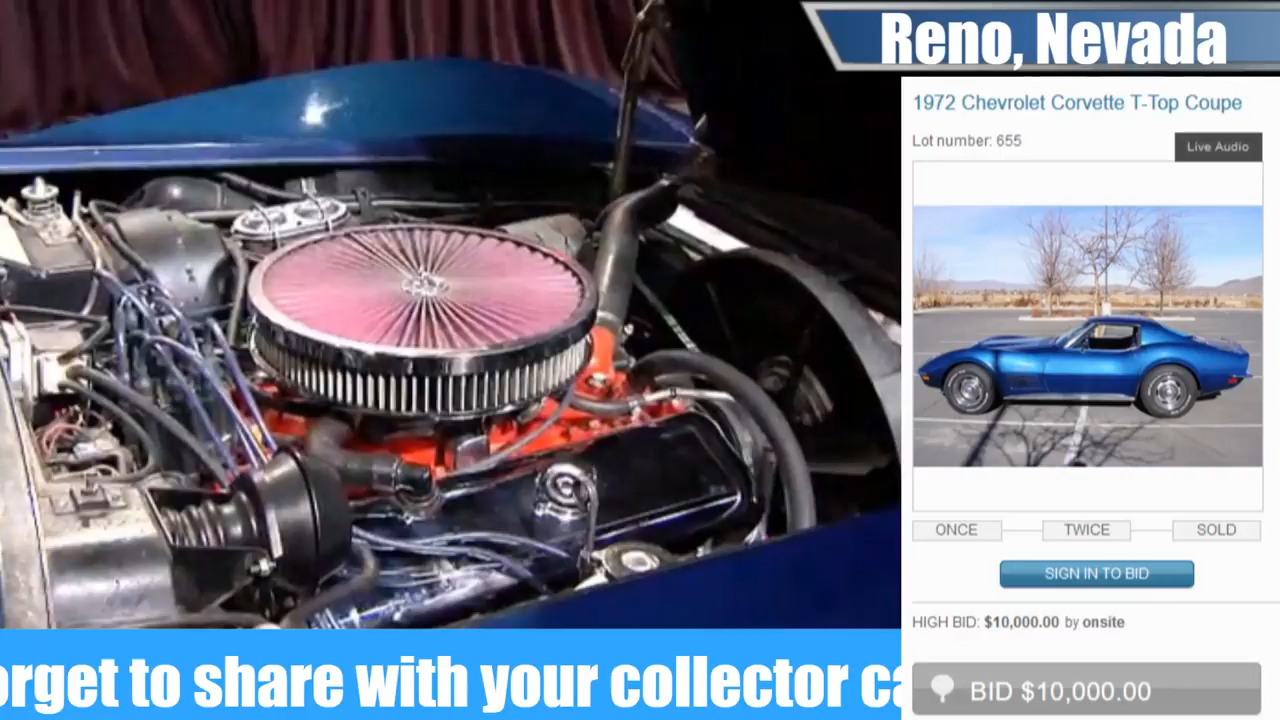 Reno, Nevada
1972 Chevrolet Corvette T-Top Coupe
Lot number: 655
Live Audio
ONCE
TWICE
SOLD
SIGN IN TO BID
HIGH BID: $10,000.00 by onsite
BID $10,000.00
orget to share with your collector ca